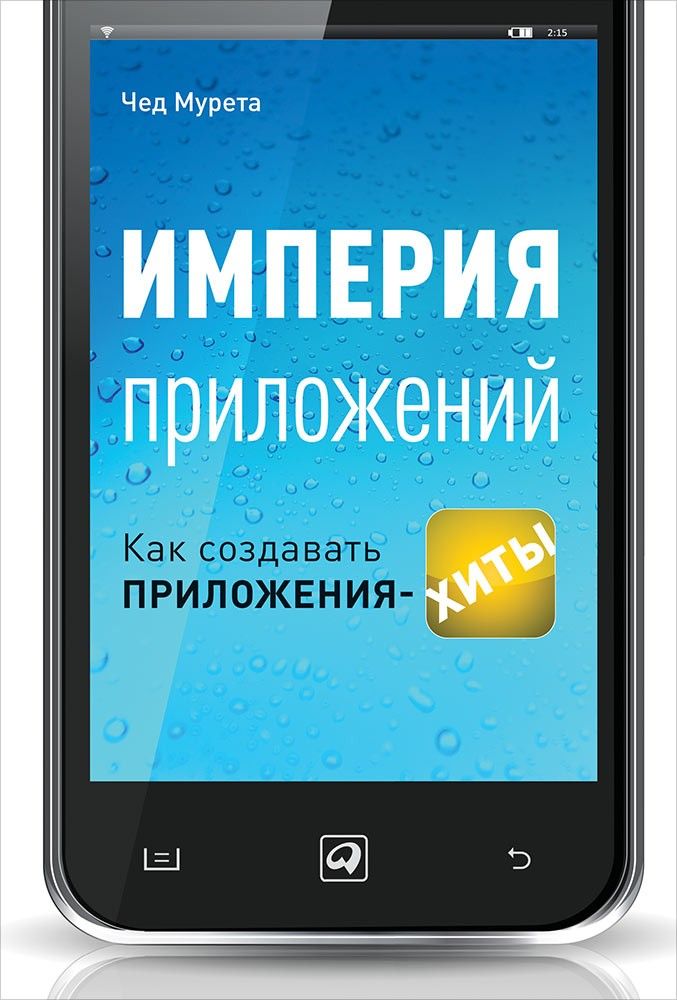 2:15
Чед Мурета
ИМПЕРИЯ
приложений
Как создавать
ПРИЛОЖЕНИЯ-
ХИТЫ